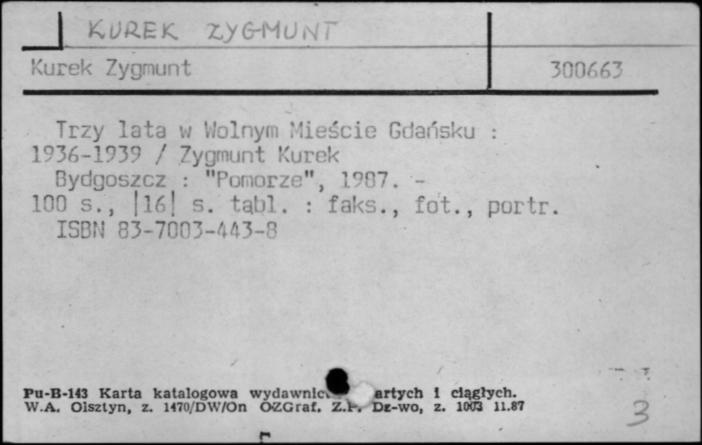 KUREK ZYGMUNT
Kurek Zygmunt 300663
Trzy lata w Wolnym Mieście Gdańsku :
1936-1939 / Zygmunt Kurek
Bydgoszcz : "Pomorze", 1987. -
100 s., |16| s. tabl. : faks., fot., portr.
ISBN 83-7003-443-8
Pu-B-143 Karta katalogowa i ciągłych.
W.A. Olsztyn, z. 1470/DW/On OZGraf. Z.P. Dz-wo, z. 1003 11.87
3